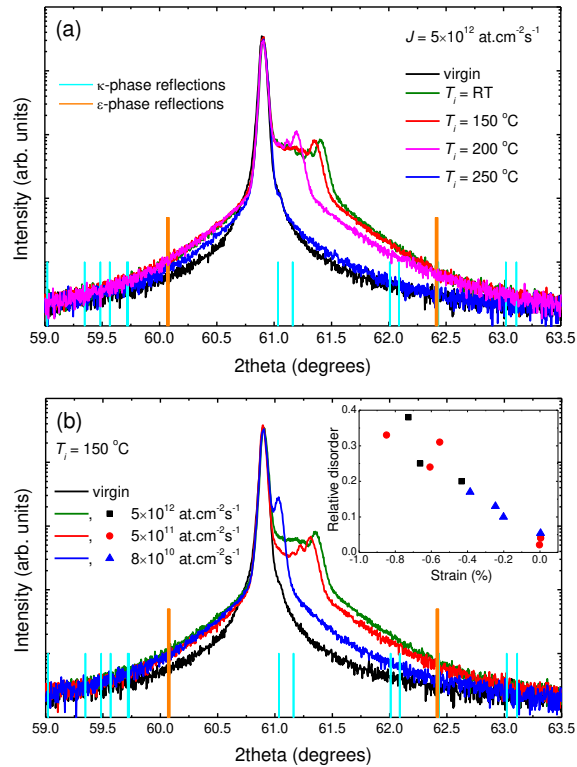 (a)
J = 5×10¹² at.cm⁻²s⁻¹
κ-phase reflections
ε-phase reflections
virgin
Tᵢ = RT
Tᵢ = 150 °C
Tᵢ = 200 °C
Tᵢ = 250 °C
Intensity (arb. units)
59.0 59.5 60.0 60.5 61.0 61.5 62.0 62.5 63.0 63.5
2theta (degrees)
(b)
Tᵢ = 150 °C
virgin
, 5×10¹² at.cm⁻²s⁻¹
, 5×10¹¹ at.cm⁻²s⁻¹
, 8×10¹⁰ at.cm⁻²s⁻¹
Relative disorder
0.4
0.3
0.2
0.1
0.0
-1 -0.8 -0.6 -0.4 -0.2 0.0
Strain (%)
Intensity (arb. units)
59.0 59.5 60.0 60.5 61.0 61.5 62.0 62.5 63.0 63.5
2theta (degrees)